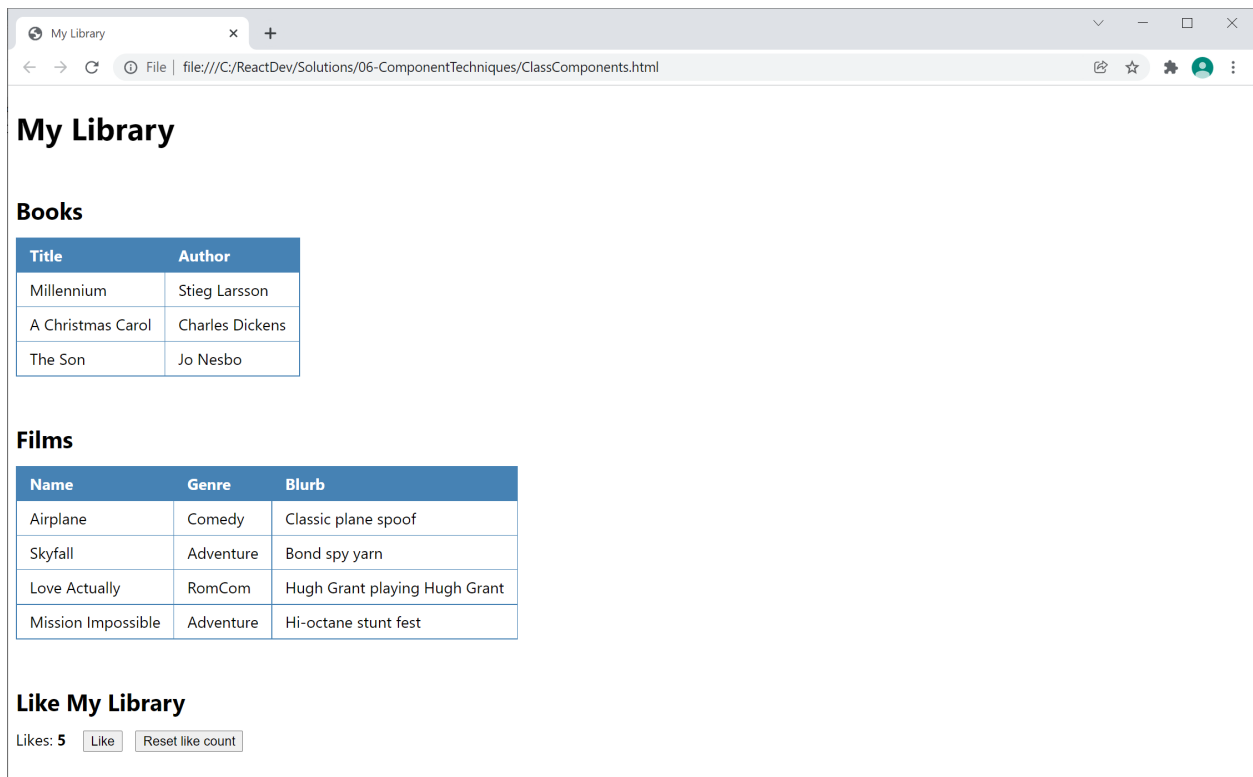 My Library
File file:///C:/ReactDev/Solutions/06-ComponentTechniques/ClassComponents.html
My Library
Books
Title Author
Millennium Stieg Larsson
A Christmas Carol Charles Dickens
The Son Jo Nesbo
Films
Name Genre Blurb
Airplane Comedy Classic plane spoof
Skyfall Adventure Bond spy yarn
Love Actually RomCom Hugh Grant playing Hugh Grant
Mission Impossible Adventure Hi-octane stunt fest
Like My Library
Likes: 5 Like Reset like count